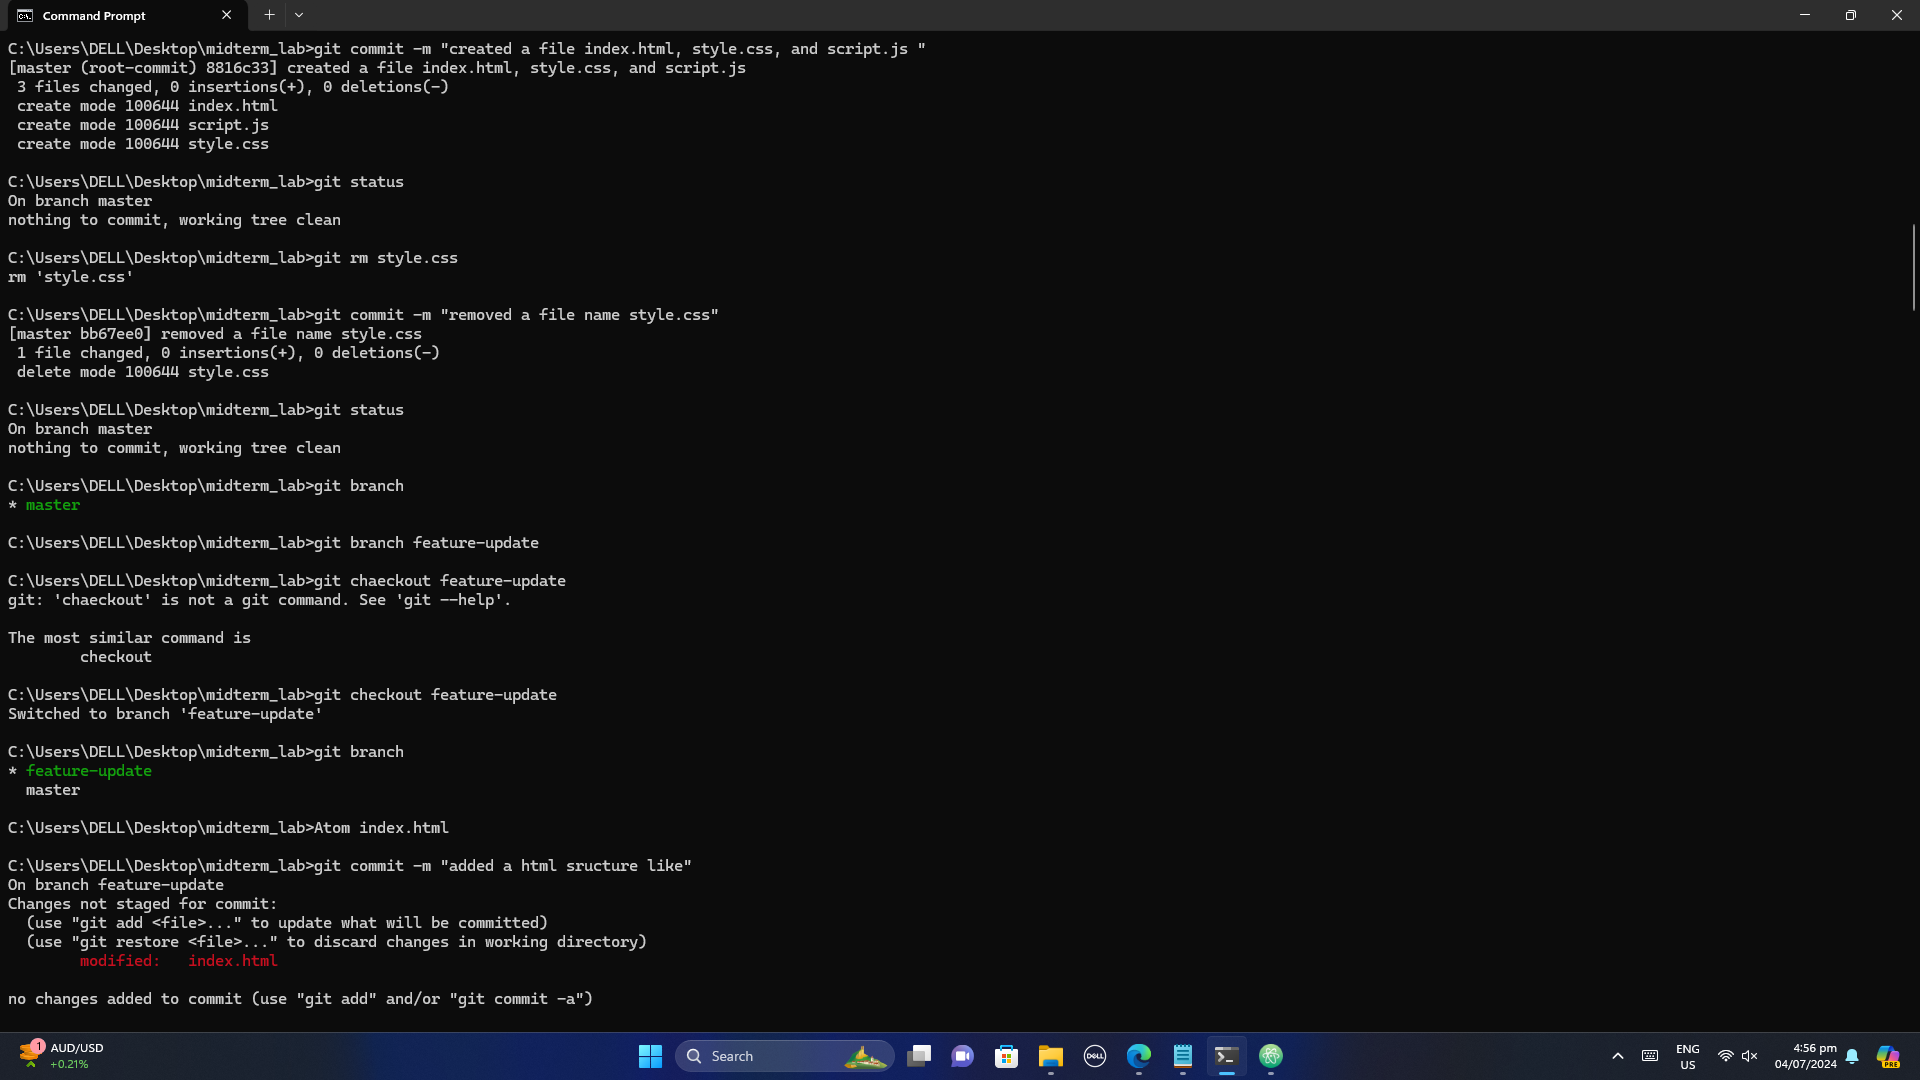 Command Prompt
C:\Users\DELL\Desktop\midterm_lab>git commit -m "created a file index.html, style.css, and script.js "
[master (root-commit) 8816c33] created a file index.html, style.css, and script.js
 3 files changed, 0 insertions(+), 0 deletions(-)
 create mode 100644 index.html
 create mode 100644 script.js
 create mode 100644 style.css
C:\Users\DELL\Desktop\midterm_lab>git status
On branch master
nothing to commit, working tree clean
C:\Users\DELL\Desktop\midterm_lab>git rm style.css
rm 'style.css'
C:\Users\DELL\Desktop\midterm_lab>git commit -m "removed a file name style.css"
[master bb67ee0] removed a file name style.css
 1 file changed, 0 insertions(+), 0 deletions(-)
 delete mode 100644 style.css
C:\Users\DELL\Desktop\midterm_lab>git status
On branch master
nothing to commit, working tree clean
C:\Users\DELL\Desktop\midterm_lab>git branch
* master
C:\Users\DELL\Desktop\midterm_lab>git branch feature-update
C:\Users\DELL\Desktop\midterm_lab>git chaeckout feature-update
git: 'chaeckout' is not a git command. See 'git --help'.
The most similar command is
        checkout
C:\Users\DELL\Desktop\midterm_lab>git checkout feature-update
Switched to branch 'feature-update'
C:\Users\DELL\Desktop\midterm_lab>git branch
* feature-update
  master
C:\Users\DELL\Desktop\midterm_lab>Atom index.html
C:\Users\DELL\Desktop\midterm_lab>git commit -m "added a html sructure like"
On branch feature-update
Changes not staged for commit:
  (use "git add <file>..." to update what will be committed)
  (use "git restore <file>..." to discard changes in working directory)
        modified:   index.html
no changes added to commit (use "git add" and/or "git commit -a")
1
AUD/USD
+0.21%
Search
DELL
ENG
US
4:56 pm
04/07/2024
PRE